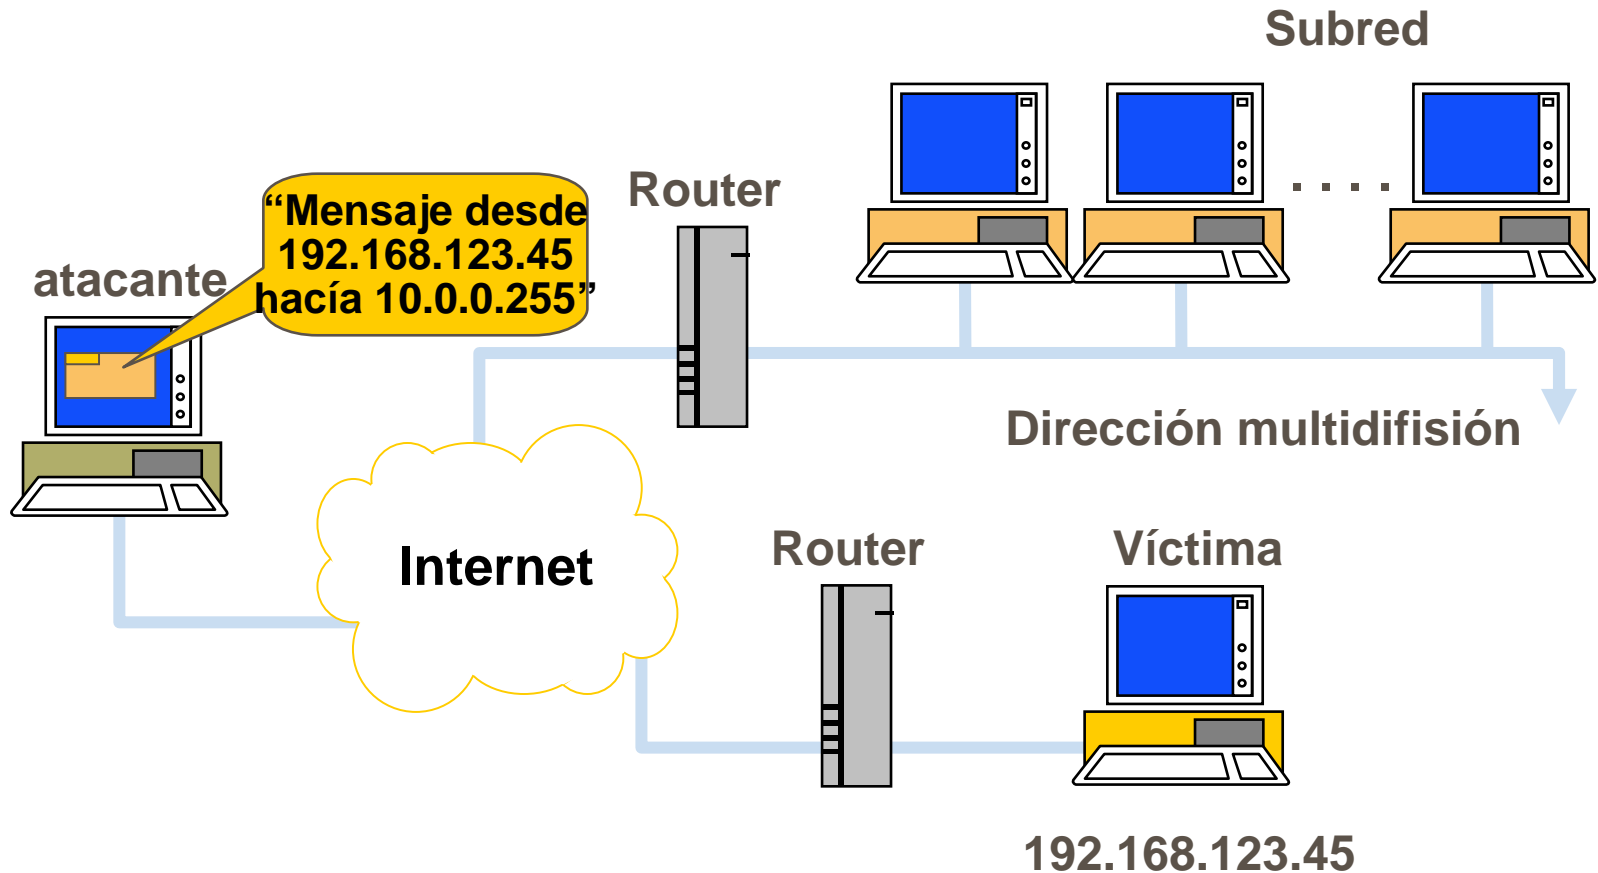 Subred
Router
“Mensaje desde
192.168.123.45
hacía 10.0.0.255”
atacante
Dirección multidifisión
Internet
Router
Víctima
192.168.123.45